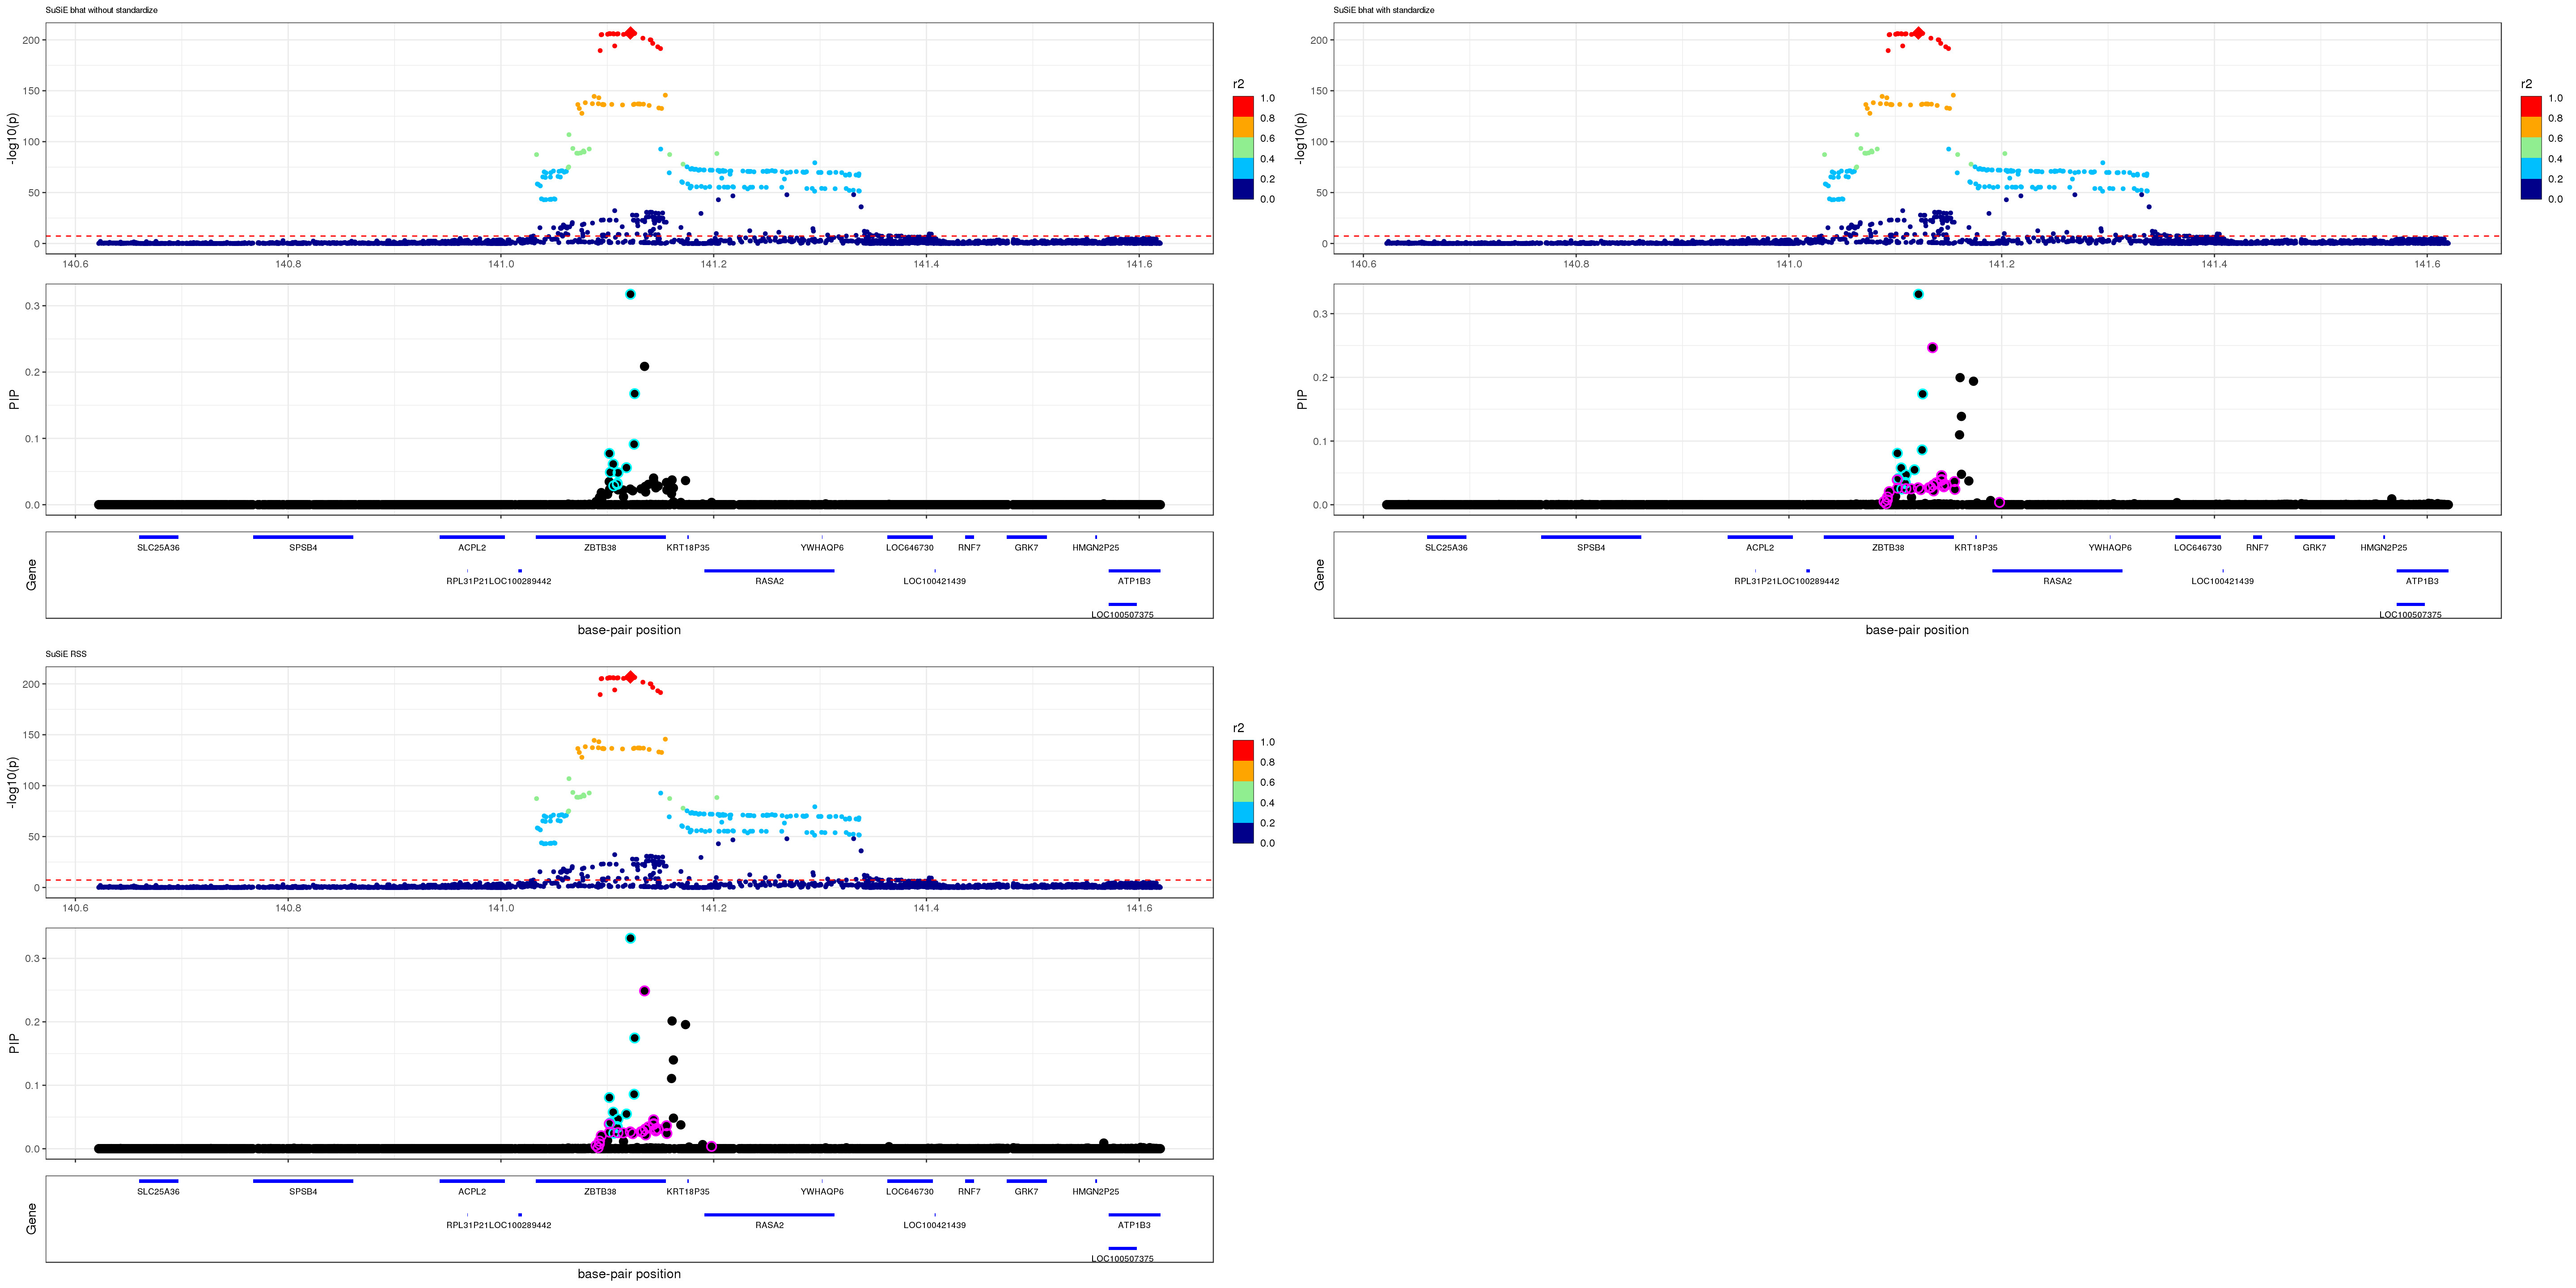 SuSiE bhat without standardize
-log10(p)
200
150
100
50
0
140.6 140.8 141.0 141.2 141.4 141.6
r2
1.0
0.8
0.6
0.4
0.2
0.0
PIP
0.3
0.2
0.1
0.0
Gene
SLC25A36 SPSB4 ACPL2 ZBTB38 KRT18P35 YWHAQP6 LOC646730 RNF7 GRK7 HMGN2P25
RPL31P21LOC100289442 RASA2 LOC100421439 ATP1B3
LOC100507375
base-pair position
SuSiE bhat with standardize
-log10(p)
200
150
100
50
0
140.6 140.8 141.0 141.2 141.4 141.6
r2
1.0
0.8
0.6
0.4
0.2
0.0
PIP
0.3
0.2
0.1
0.0
Gene
SLC25A36 SPSB4 ACPL2 ZBTB38 KRT18P35 YWHAQP6 LOC646730 RNF7 GRK7 HMGN2P25
RPL31P21LOC100289442 RASA2 LOC100421439 ATP1B3
LOC100507375
base-pair position
SuSiE RSS
-log10(p)
200
150
100
50
0
140.6 140.8 141.0 141.2 141.4 141.6
r2
1.0
0.8
0.6
0.4
0.2
0.0
PIP
0.3
0.2
0.1
0.0
Gene
SLC25A36 SPSB4 ACPL2 ZBTB38 KRT18P35 YWHAQP6 LOC646730 RNF7 GRK7 HMGN2P25
RPL31P21LOC100289442 RASA2 LOC100421439 ATP1B3
LOC100507375
base-pair position